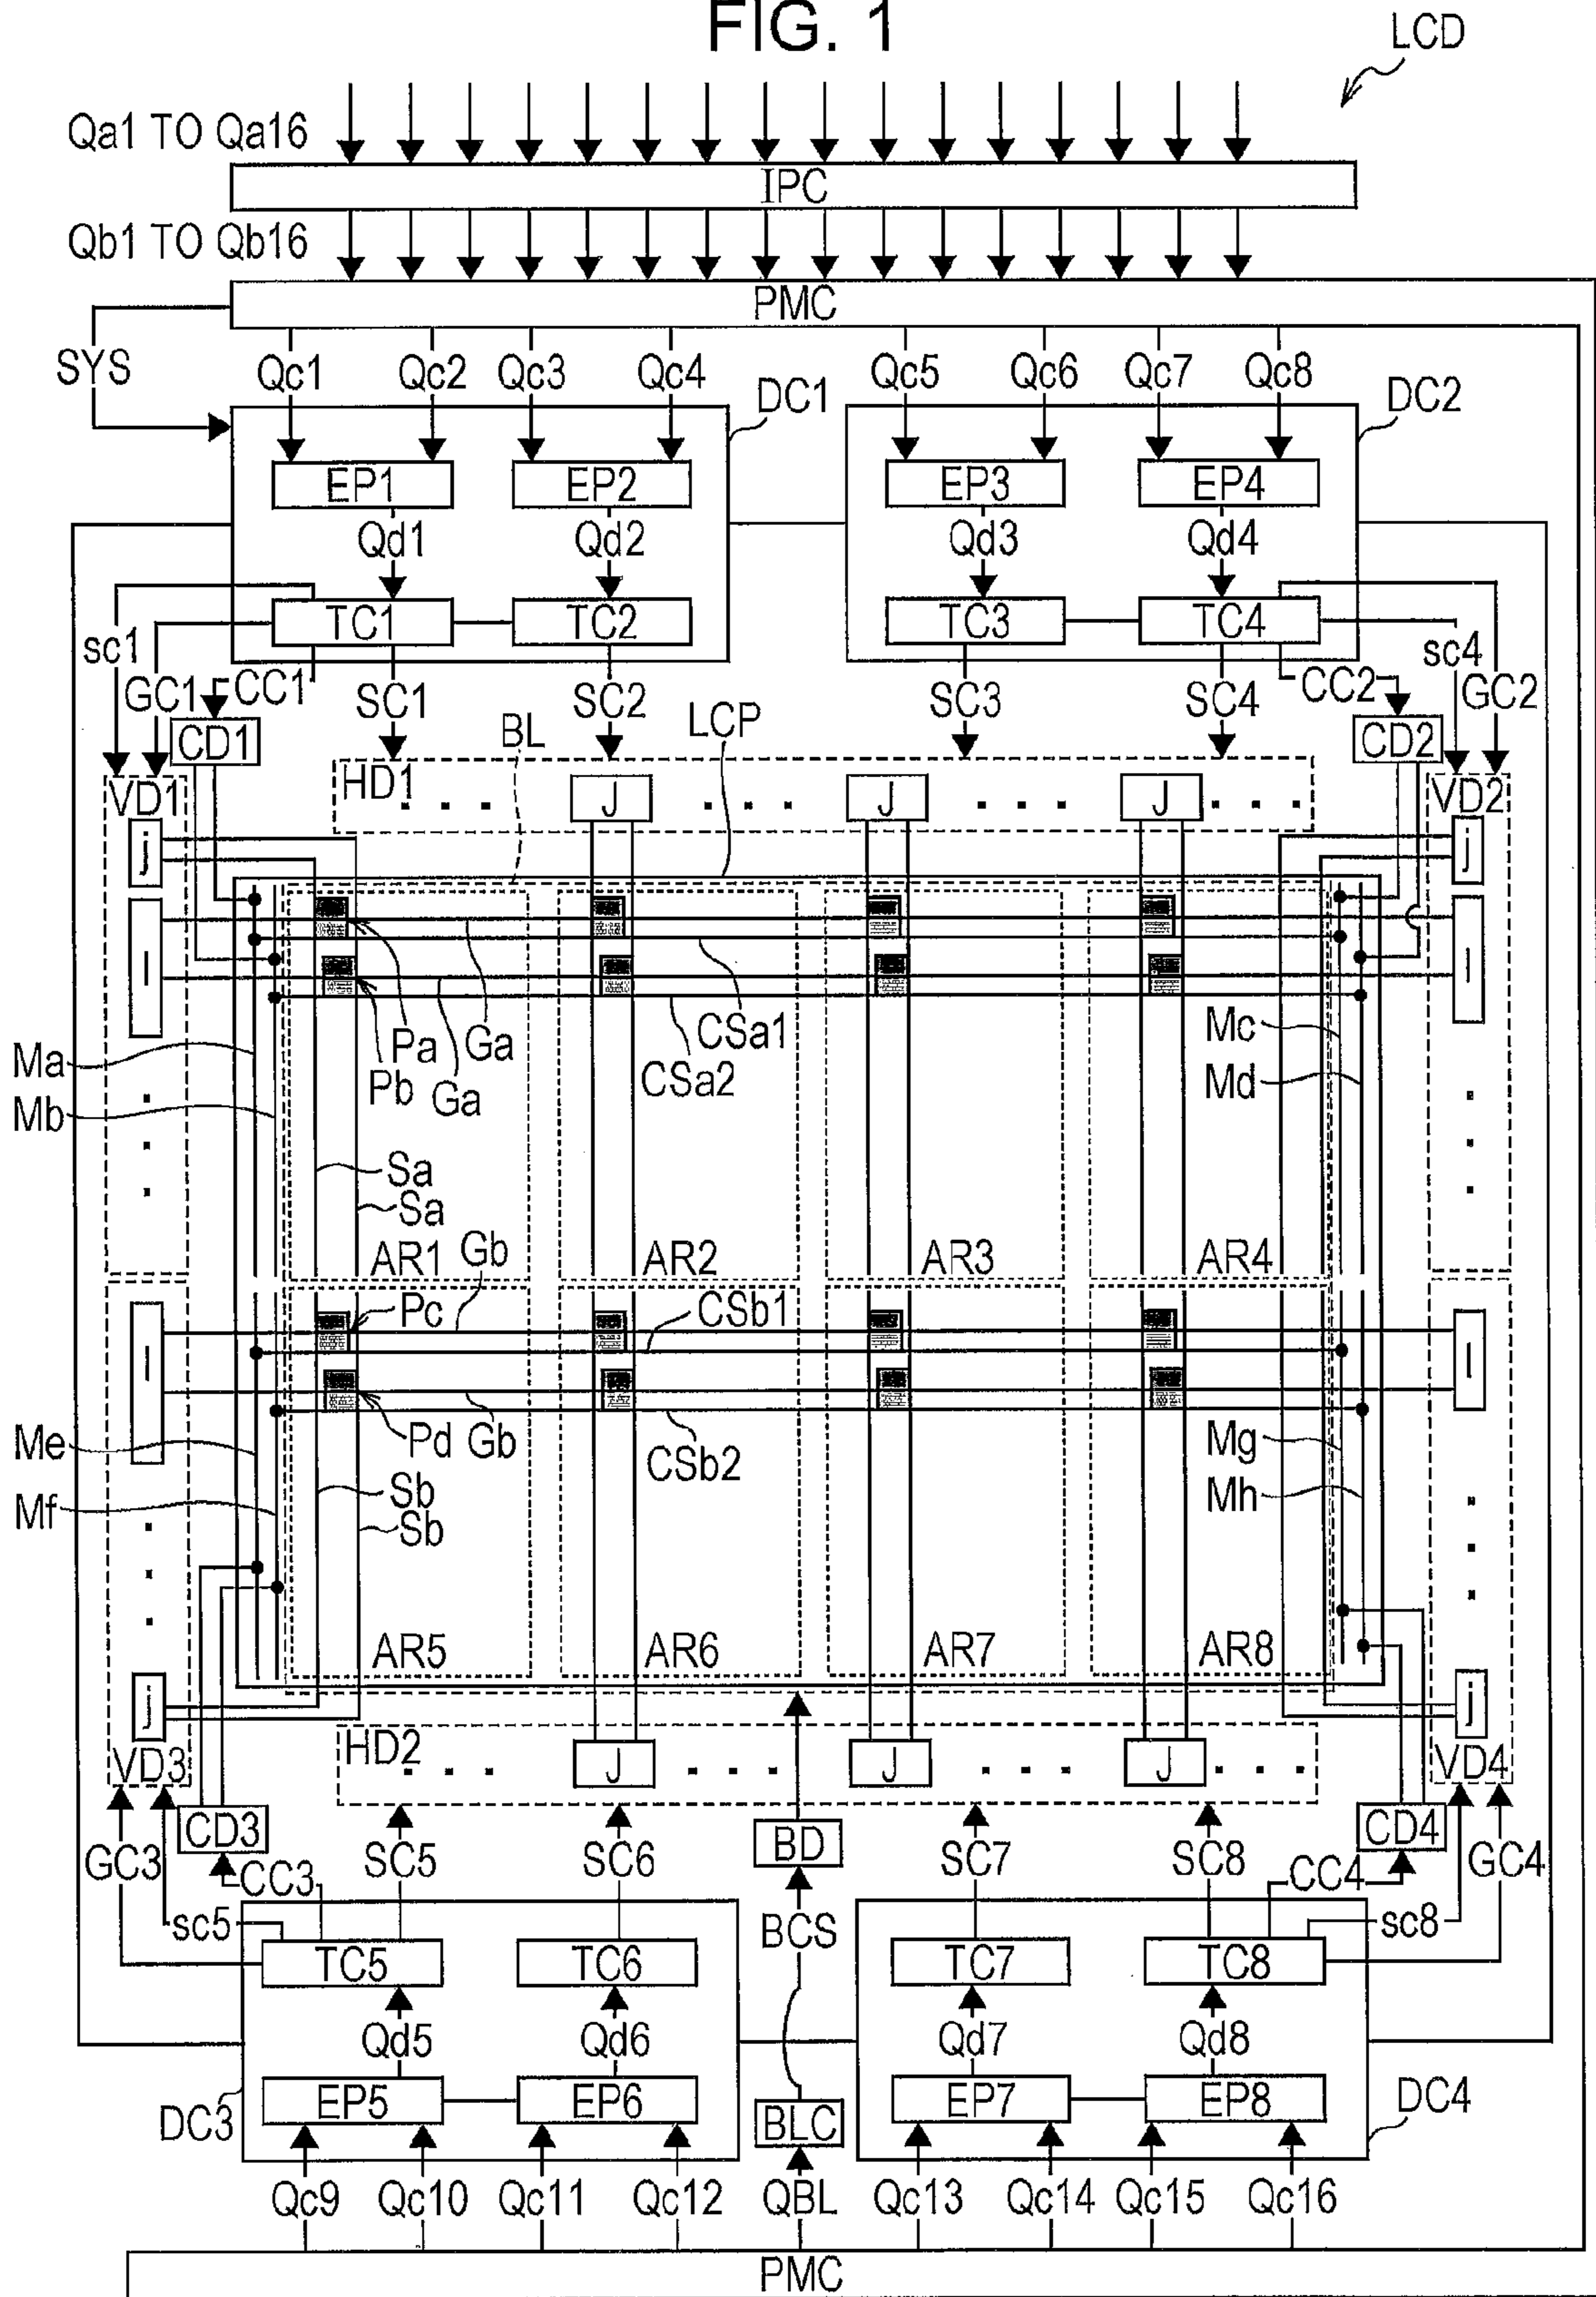 FIG. 1
LCD
Qa1 TO Qa16
IPC
Qb1 TO Qb16
PMC
SYS
Qc1 Qc2 Qc3 Qc4 Qc5 Qc6 Qc7 Qc8
DC1 DC2
EP1 EP2 EP3 EP4
Qd1 Qd2 Qd3 Qd4
TC1 TC2 TC3 TC4
sc1 sc4
GC1 CC1 SC1 SC2 SC3 SC4 CC2 GC2
BL LCP
CD1 CD2
HD1
VD1 J J J VD2
j j
I I
Pa Ga CSa1 Mc
Ma
Pb Ga CSa2 Md
Mb
Sa
Sa
AR1 Gb AR2 AR3 AR4
Pc CSb1
I I
Me Pd Gb CSb2 Mg
Mf Sb Mh
Sb
AR5 AR6 AR7 AR8
j j
VD3 HD2 J J J VD4
CD3 BD CD4
GC3 CC3 SC5 SC6 SC7 SC8 CC4 GC4
sc5 BCS sc8
TC5 TC6 TC7 TC8
Qd5 Qd6 Qd7 Qd8
EP5 EP6 EP7 EP8
DC3 BLC DC4
Qc9 Qc10 Qc11 Qc12 QBL Qc13 Qc14 Qc15 Qc16
PMC